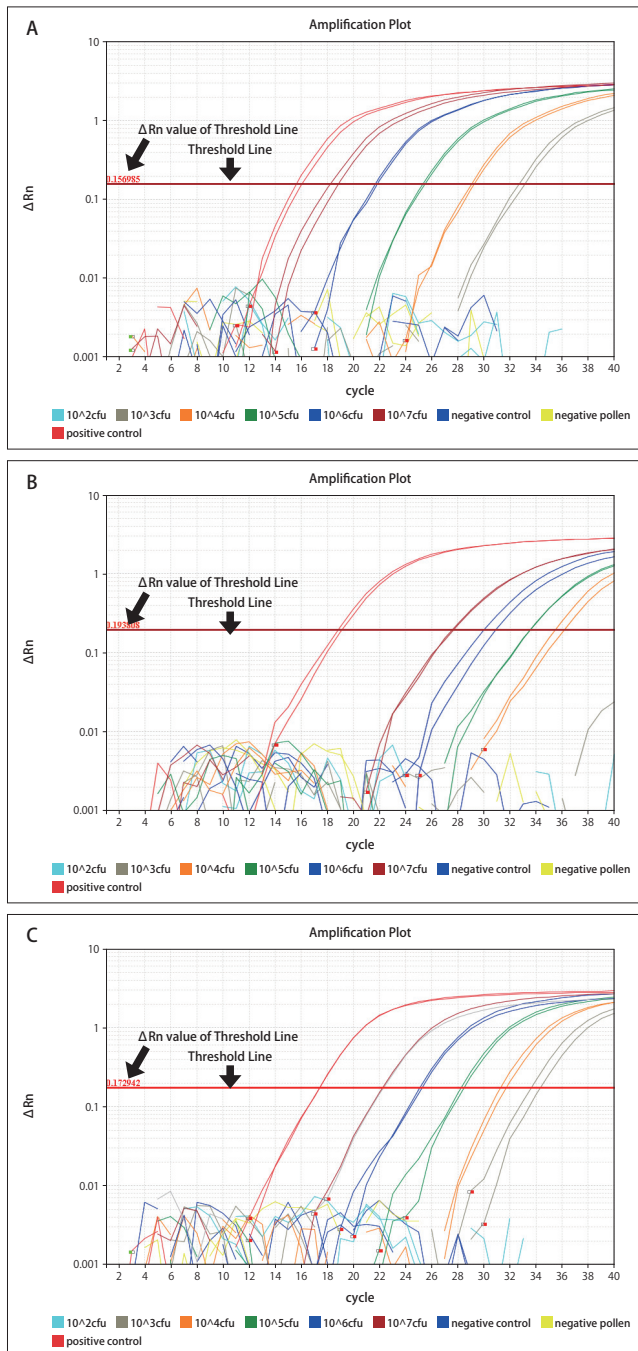 A
Amplification Plot
10
ΔRn value of Threshold Line
Threshold Line
1
0.156985
0.1
ΔRn
0.01
0.001
2 4 6 8 10 12 14 16 18 20 22 24 26 28 30 32 34 36 38 40
cycle
10^2cfu 10^3cfu 10^4cfu 10^5cfu 10^6cfu 10^7cfu negative control negative pollen
positive control
B
Amplification Plot
10
ΔRn value of Threshold Line
Threshold Line
1
0.193808
0.1
ΔRn
0.01
0.001
2 4 6 8 10 12 14 16 18 20 22 24 26 28 30 32 34 36 38 40
cycle
10^2cfu 10^3cfu 10^4cfu 10^5cfu 10^6cfu 10^7cfu negative control negative pollen
positive control
C
Amplification Plot
10
1
ΔRn value of Threshold Line
Threshold Line
0.172942
0.1
ΔRn
0.01
0.001
2 4 6 8 10 12 14 16 18 20 22 24 26 28 30 32 34 36 38 40
cycle
10^2cfu 10^3cfu 10^4cfu 10^5cfu 10^6cfu 10^7cfu negative control negative pollen
positive control